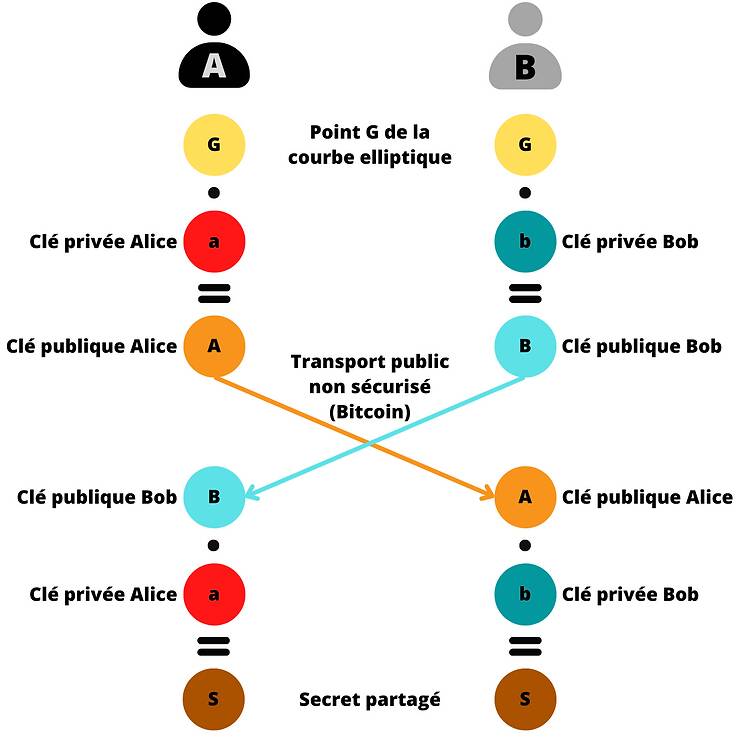 A B
G Point G de la G
courbe elliptique
Clé privée Alice a b Clé privée Bob
Clé publique Alice A B Clé publique Bob
Transport public
non sécurisé
(Bitcoin)
Clé publique Bob B A Clé publique Alice
Clé privée Alice a b Clé privée Bob
S Secret partagé S